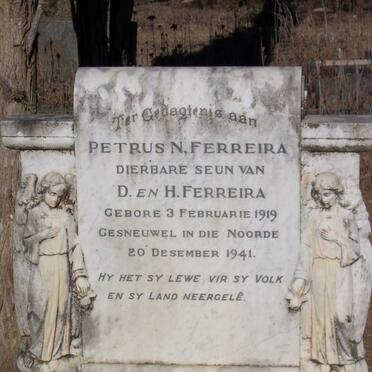 Ter Gedagtenis aan
PETRUS N. FERREIRA
DIERBARE SEUN VAN
D. EN H. FERREIRA
GEBORE 3 FEBRUARIE 1919
GESNEUWEL IN DIE NOORDE
20 DESEMBER 1941.
HY HET SY LEWE VIR SY VOLK
EN SY LAND NEERGELÊ.